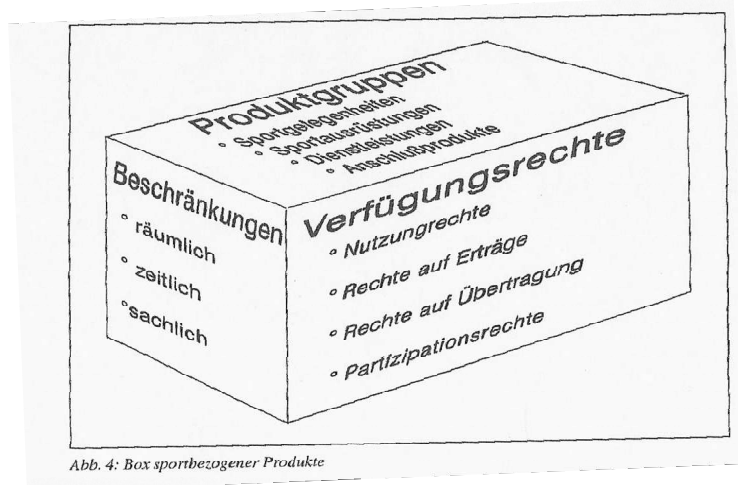 Produktgruppen
° Sportgelegenheiten
° Sportausrüstungen
° Dienstleistungen
° Anschlußprodukte
Beschränkungen
° räumlich
° zeitlich
° sachlich
Verfügungsrechte
° Nutzungrechte
° Rechte auf Erträge
° Rechte auf Übertragung
° Partizipationsrechte
Abb. 4: Box sportbezogener Produkte